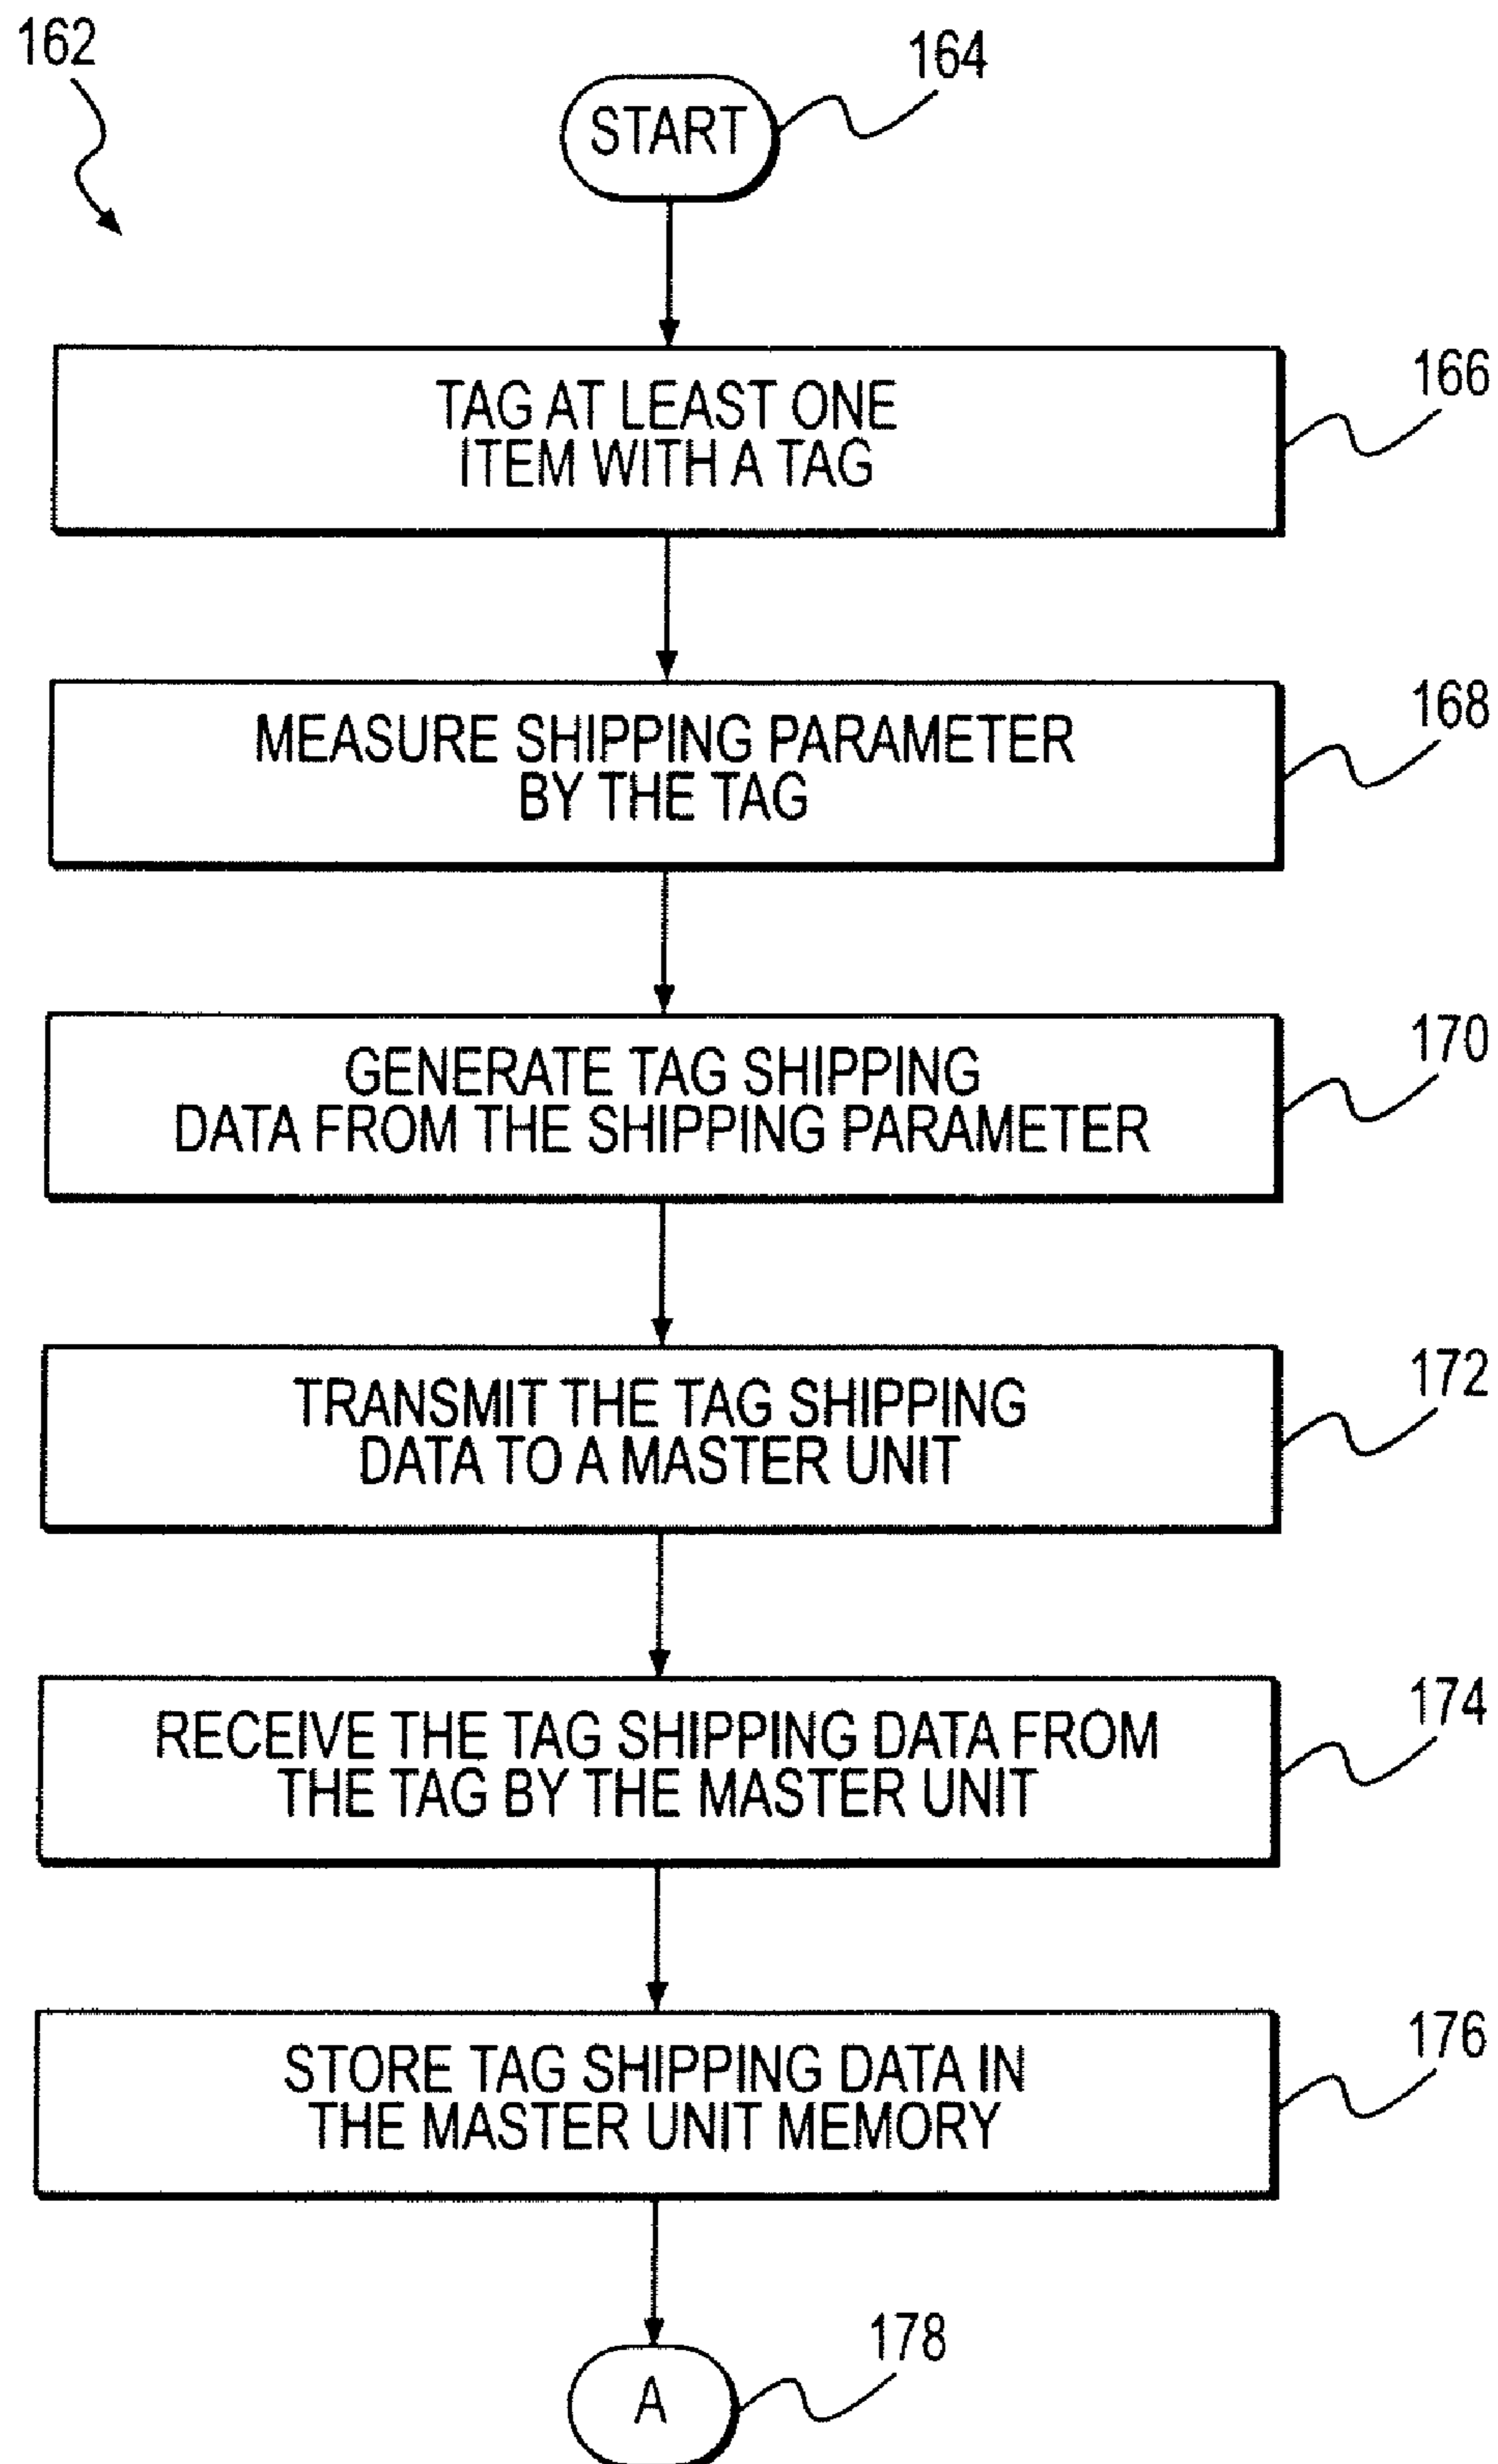 162
164
START
166
TAG AT LEAST ONE
ITEM WITH A TAG
168
MEASURE SHIPPING PARAMETER
BY THE TAG
170
GENERATE TAG SHIPPING
DATA FROM THE SHIPPING PARAMETER
172
TRANSMIT THE TAG SHIPPING
DATA TO A MASTER UNIT
174
RECEIVE THE TAG SHIPPING DATA FROM
THE TAG BY THE MASTER UNIT
176
STORE TAG SHIPPING DATA IN
THE MASTER UNIT MEMORY
178
A